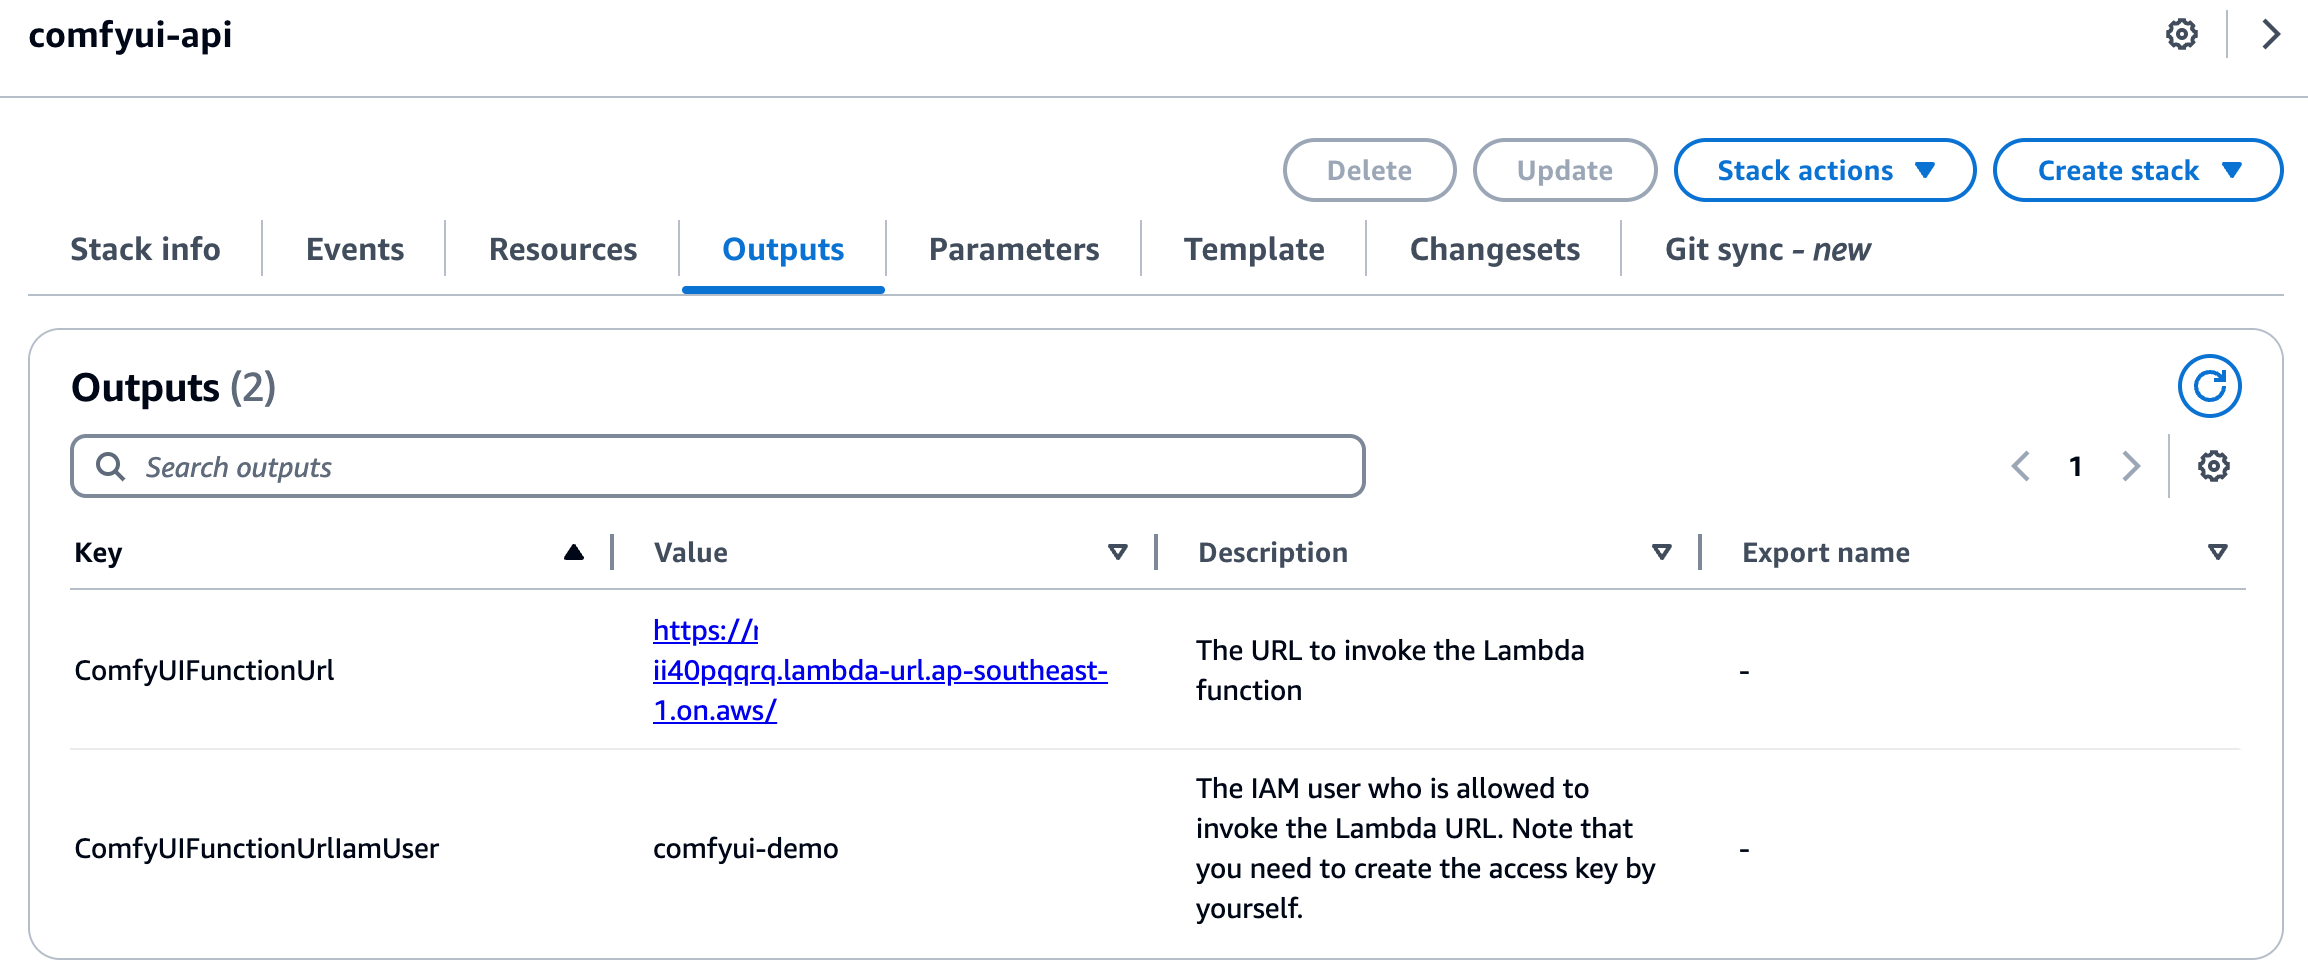 comfyui-api
Delete
Update
Stack actions
Create stack
Stack info
Events
Resources
Outputs
Parameters
Template
Changesets
Git sync - new
Outputs (2)
Search outputs
1
Key
Value
Description
Export name
ComfyUIFunctionUrl
https://
ii40pqqrq.lambda-url.ap-southeast-
1.on.aws/
The URL to invoke the Lambda
function
-
ComfyUIFunctionUrlIamUser
comfyui-demo
The IAM user who is allowed to
invoke the Lambda URL. Note that
you need to create the access key by
yourself.
-